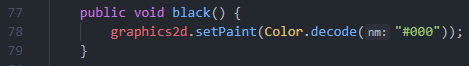 77 public void black() {
78 graphics2d.setPaint(Color.decode( nm: "#000"));
79 }